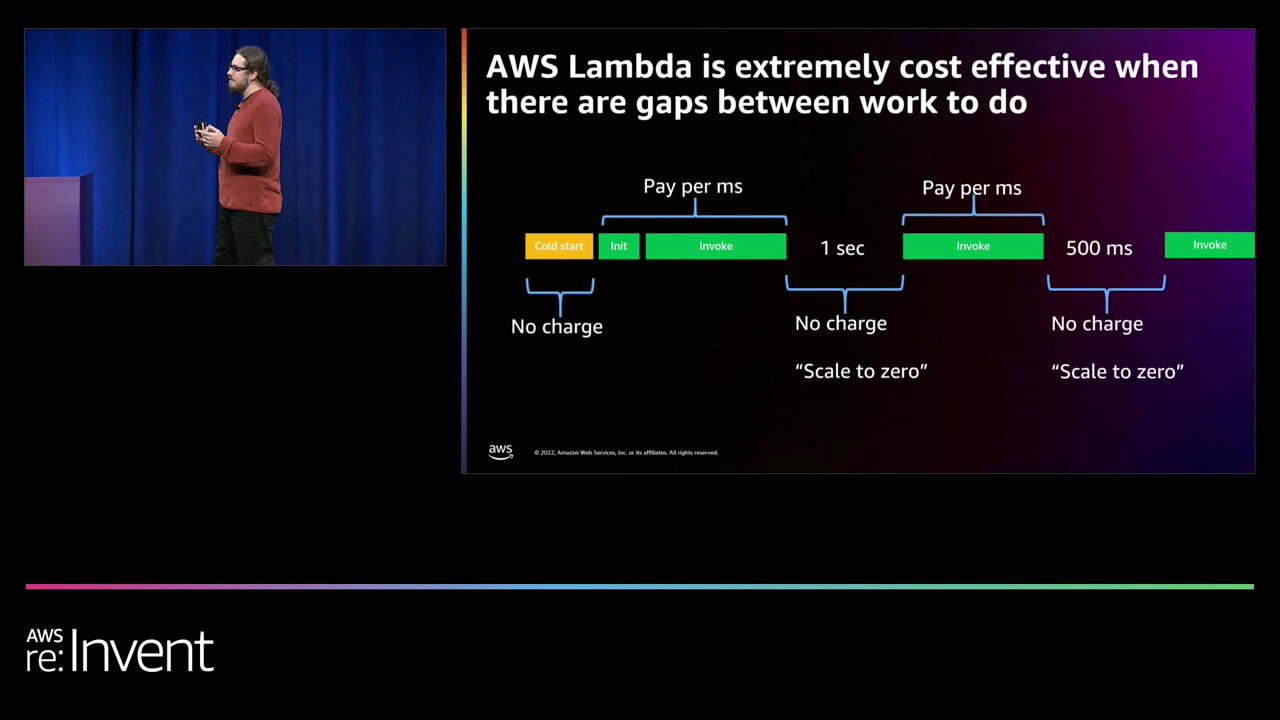 AWS Lambda is extremely cost effective when
there are gaps between work to do
Pay per ms
Pay per ms
Cold start
Init
Invoke
1 sec
Invoke
500 ms
Invoke
No charge
No charge
No charge
“Scale to zero”
“Scale to zero”
aws
© 2022, Amazon Web Services, Inc. or its affiliates. All rights reserved.
AWS
re:Invent